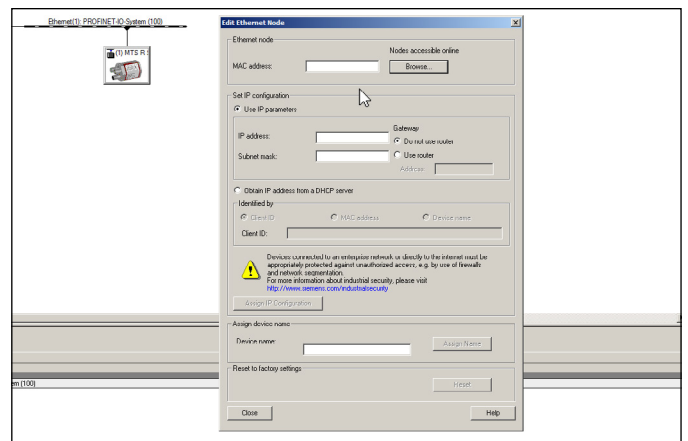 Ethernet(1): PROFINET-IO-System (100)
(1) MTS R
Edit Ethernet Node
Ethernet node
Nodes accessible online
MAC address:
Browse...
Set IP configuration
Use IP parameters
Gateway
IP address:
Do not use router
Subnet mask:
Use router
Address:
Obtain IP address from a DHCP server
Identified by
Client ID
MAC address
Device name
Client ID:
Devices connected to an enterprise network or directly to the internet must be
appropriately protected against unauthorized access, e.g. by use of firewalls
and network segmentation.
For more information about industrial security, please visit
http://www.siemens.com/industrialsecurity
Assign IP Configuration
Assign device name
Device name:
Assign Name
Reset to factory settings
Reset
Close
Help
em (100)